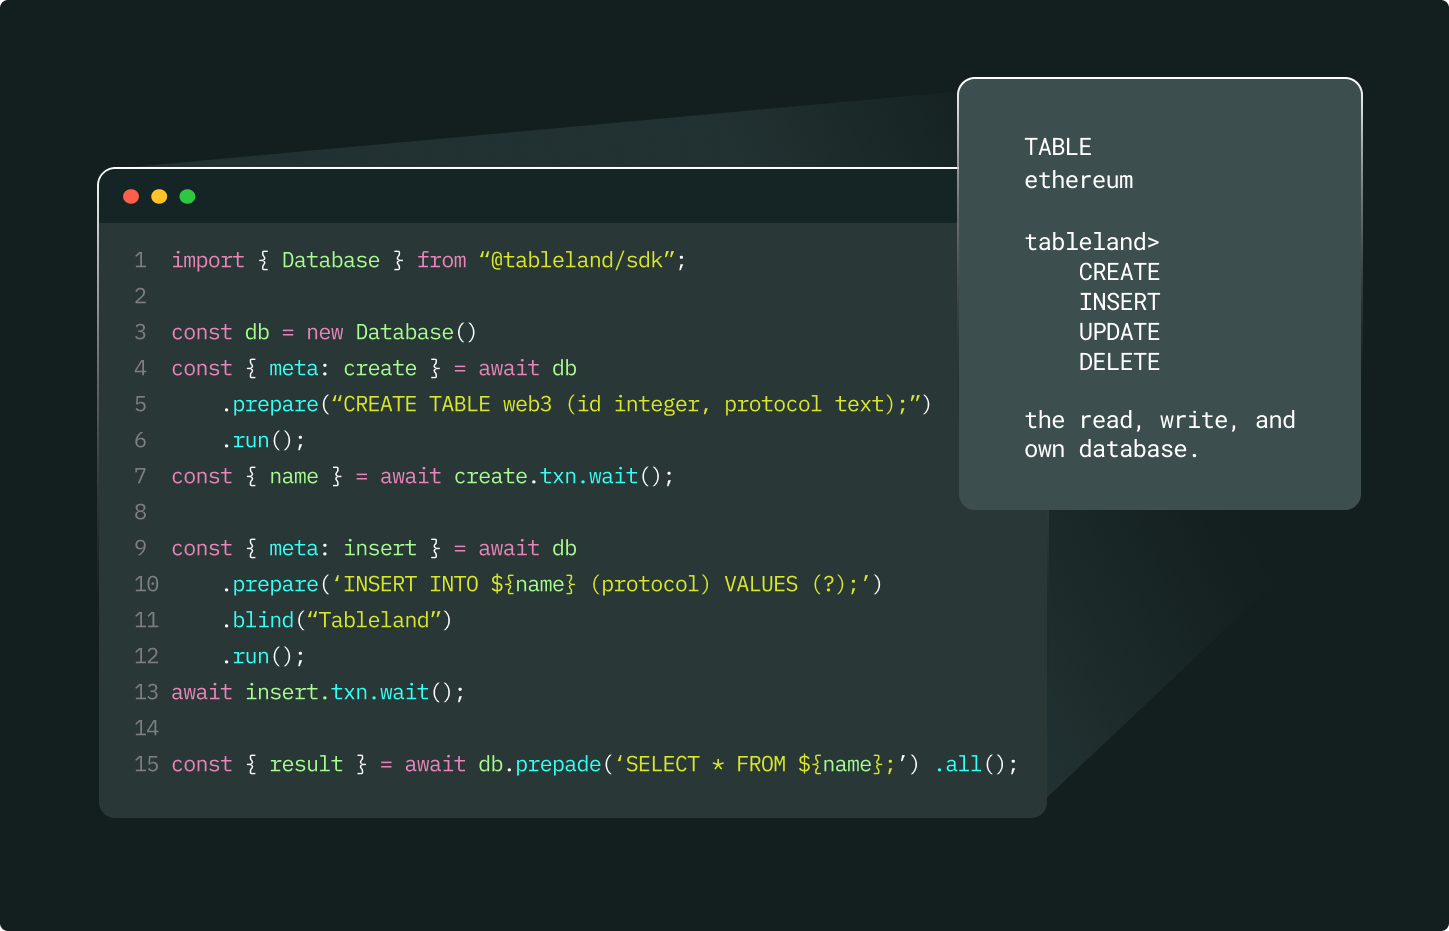 1 import { Database } from “@tableland/sdk”;
2
3 const db = new Database()
4 const { meta: create } = await db
5 .prepare(“CREATE TABLE web3 (id integer, protocol text);”)
6 .run();
7 const { name } = await create.txn.wait();
8
9 const { meta: insert } = await db
10 .prepare(‘INSERT INTO ${name} (protocol) VALUES (?);’)
11 .blind(“Tableland”)
12 .run();
13 await insert.txn.wait();
14
15 const { result } = await db.prepade(‘SELECT * FROM ${name};’) .all();
TABLE
ethereum
tableland>
CREATE
INSERT
UPDATE
DELETE
the read, write, and
own database.